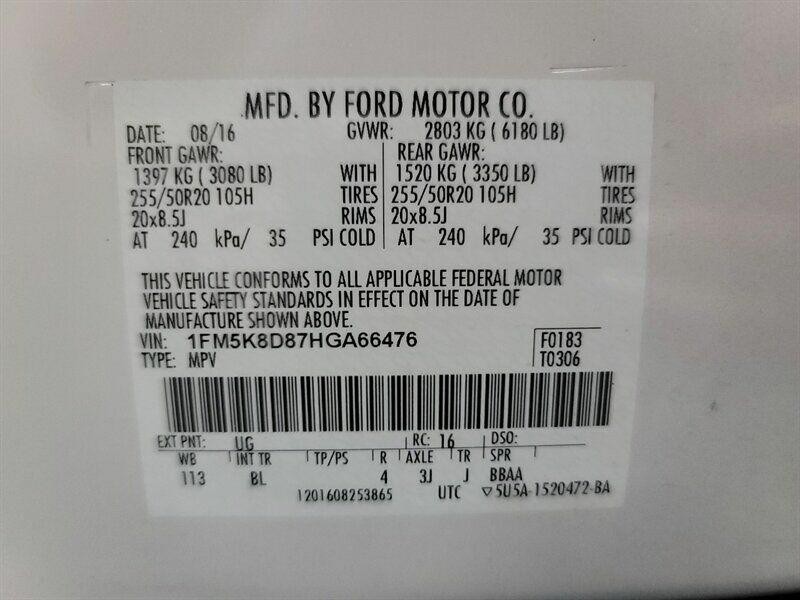 MFD. BY FORD MOTOR CO.
DATE: 08/16 GVWR: 2803 KG ( 6180 LB)
FRONT GAWR: REAR GAWR:
1397 KG ( 3080 LB) WITH 1520 KG ( 3350 LB) WITH
255/50R20 105H TIRES 255/50R20 105H TIRES
20x8.5J RIMS 20x8.5J RIMS
AT 240 kPa/ 35 PSI COLD AT 240 kPa/ 35 PSI COLD
THIS VEHICLE CONFORMS TO ALL APPLICABLE FEDERAL MOTOR
VEHICLE SAFETY STANDARDS IN EFFECT ON THE DATE OF
MANUFACTURE SHOWN ABOVE.
VIN: 1FM5K8D87HGA66476 F0183
TYPE: MPV T0306
EXT PNT: UG RC: 16 DSO:
WB INT TR TP/PS R AXLE TR SPR
113 BL 4 3J J BBAA
1201608253865 UTC ▽5U5A-1520472-BA